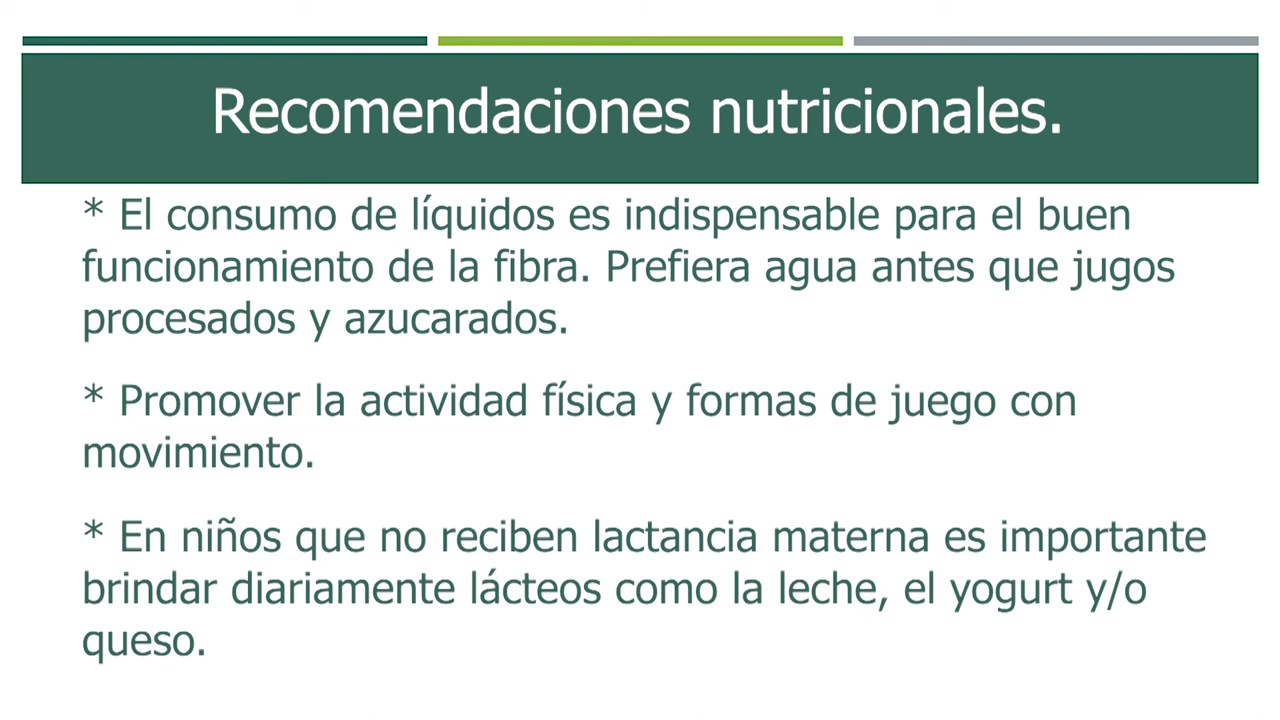 Recomendaciones nutricionales.
* El consumo de líquidos es indispensable para el buen
funcionamiento de la fibra. Prefiera agua antes que jugos
procesados y azucarados.
* Promover la actividad física y formas de juego con
movimiento.
* En niños que no reciben lactancia materna es importante
brindar diariamente lácteos como la leche, el yogurt y/o
queso.